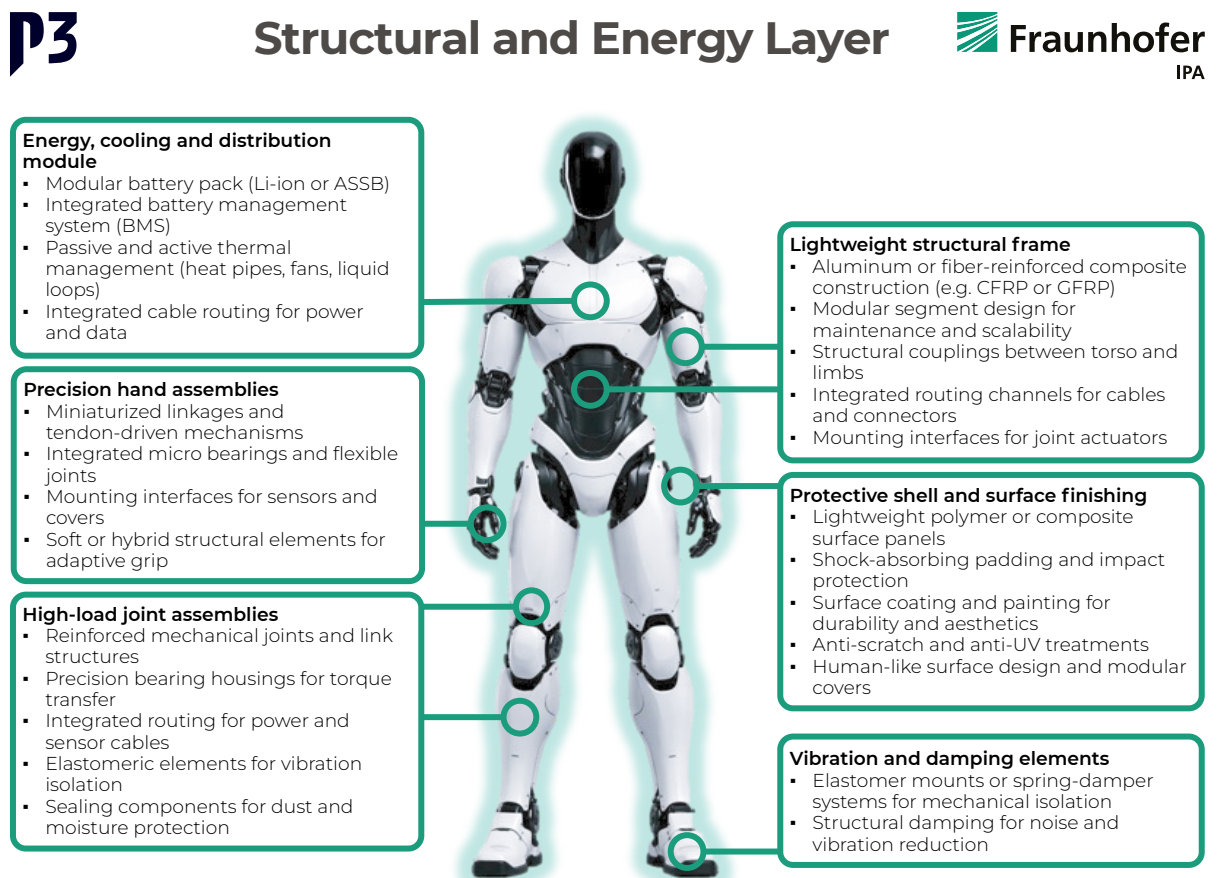 P3
Structural and Energy Layer
Fraunhofer
IPA
Energy, cooling and distribution
module
▪ Modular battery pack (Li-ion or ASSB)
▪ Integrated battery management
system (BMS)
▪ Passive and active thermal
management (heat pipes, fans, liquid
loops)
▪ Integrated cable routing for power
and data
Precision hand assemblies
▪ Miniaturized linkages and
tendon-driven mechanisms
▪ Integrated micro bearings and flexible
joints
▪ Mounting interfaces for sensors and
covers
▪ Soft or hybrid structural elements for
adaptive grip
High-load joint assemblies
▪ Reinforced mechanical joints and link
structures
▪ Precision bearing housings for torque
transfer
▪ Integrated routing for power and
sensor cables
▪ Elastomeric elements for vibration
isolation
▪ Sealing components for dust and
moisture protection
Lightweight structural frame
▪ Aluminum or fiber-reinforced composite
construction (e.g. CFRP or GFRP)
▪ Modular segment design for
maintenance and scalability
▪ Structural couplings between torso and
limbs
▪ Integrated routing channels for cables
and connectors
▪ Mounting interfaces for joint actuators
Protective shell and surface finishing
▪ Lightweight polymer or composite
surface panels
▪ Shock-absorbing padding and impact
protection
▪ Surface coating and painting for
durability and aesthetics
▪ Anti-scratch and anti-UV treatments
▪ Human-like surface design and modular
covers
Vibration and damping elements
▪ Elastomer mounts or spring-damper
systems for mechanical isolation
▪ Structural damping for noise and
vibration reduction